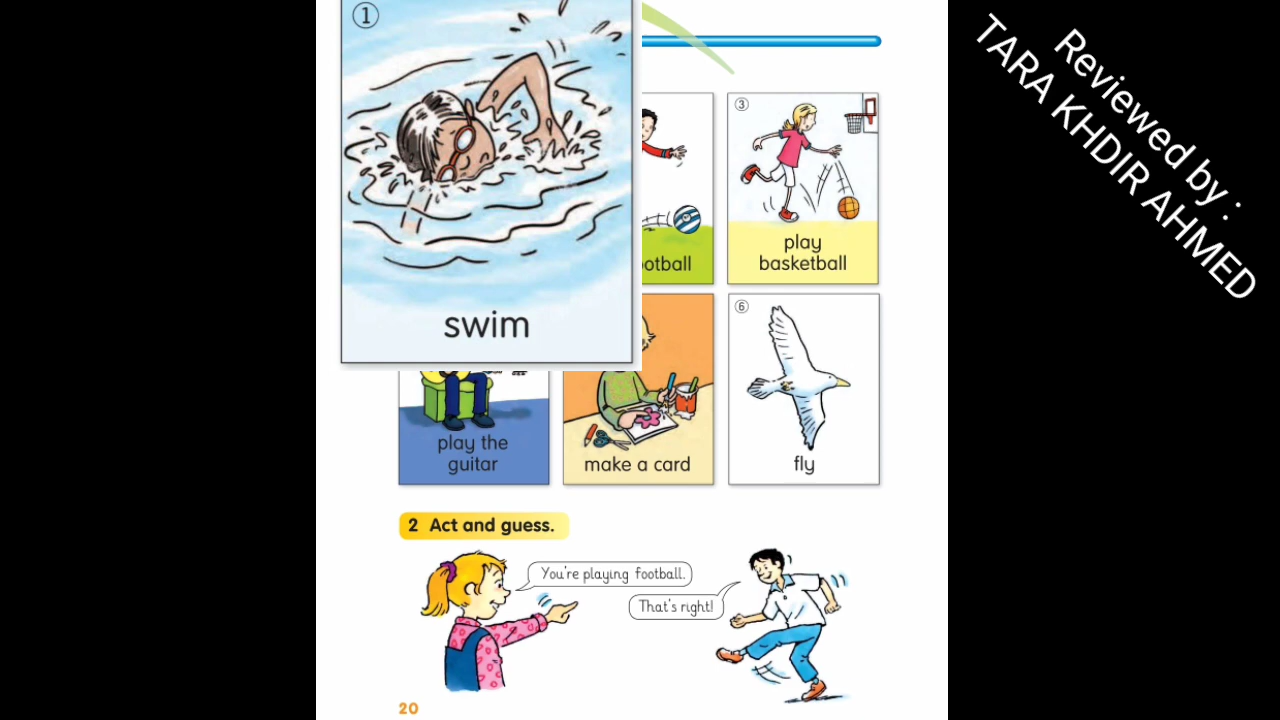 ①
swim
otball
③
play
basketball
play the
guitar
make a card
⑥
fly
2 Act and guess.
You're playing football.
That's right!
20
Reviewed by :
TARA KHDIR AHMED